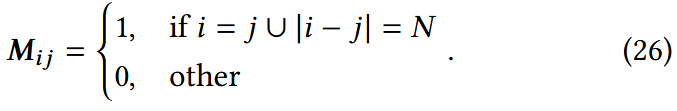 M_{ij} = { 1, if i = j ∪ |i − j| = N
0, other . (26)